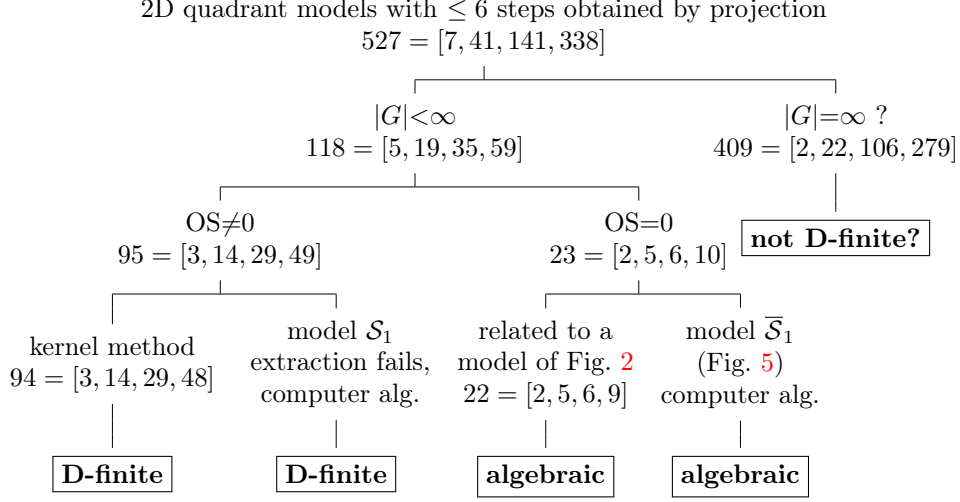 2D quadrant models with ≤ 6 steps obtained by projection
527 = [7, 41, 141, 338]
|G|<∞
118 = [5, 19, 35, 59]
|G|=∞ ?
409 = [2, 22, 106, 279]
OS≠0
95 = [3, 14, 29, 49]
OS=0
23 = [2, 5, 6, 10]
not D-finite?
kernel method
94 = [3, 14, 29, 48]
model S₁
extraction fails,
computer alg.
related to a
model of Fig. 2
22 = [2, 5, 6, 9]
model S̅₁
(Fig. 5)
computer alg.
D-finite
D-finite
algebraic
algebraic